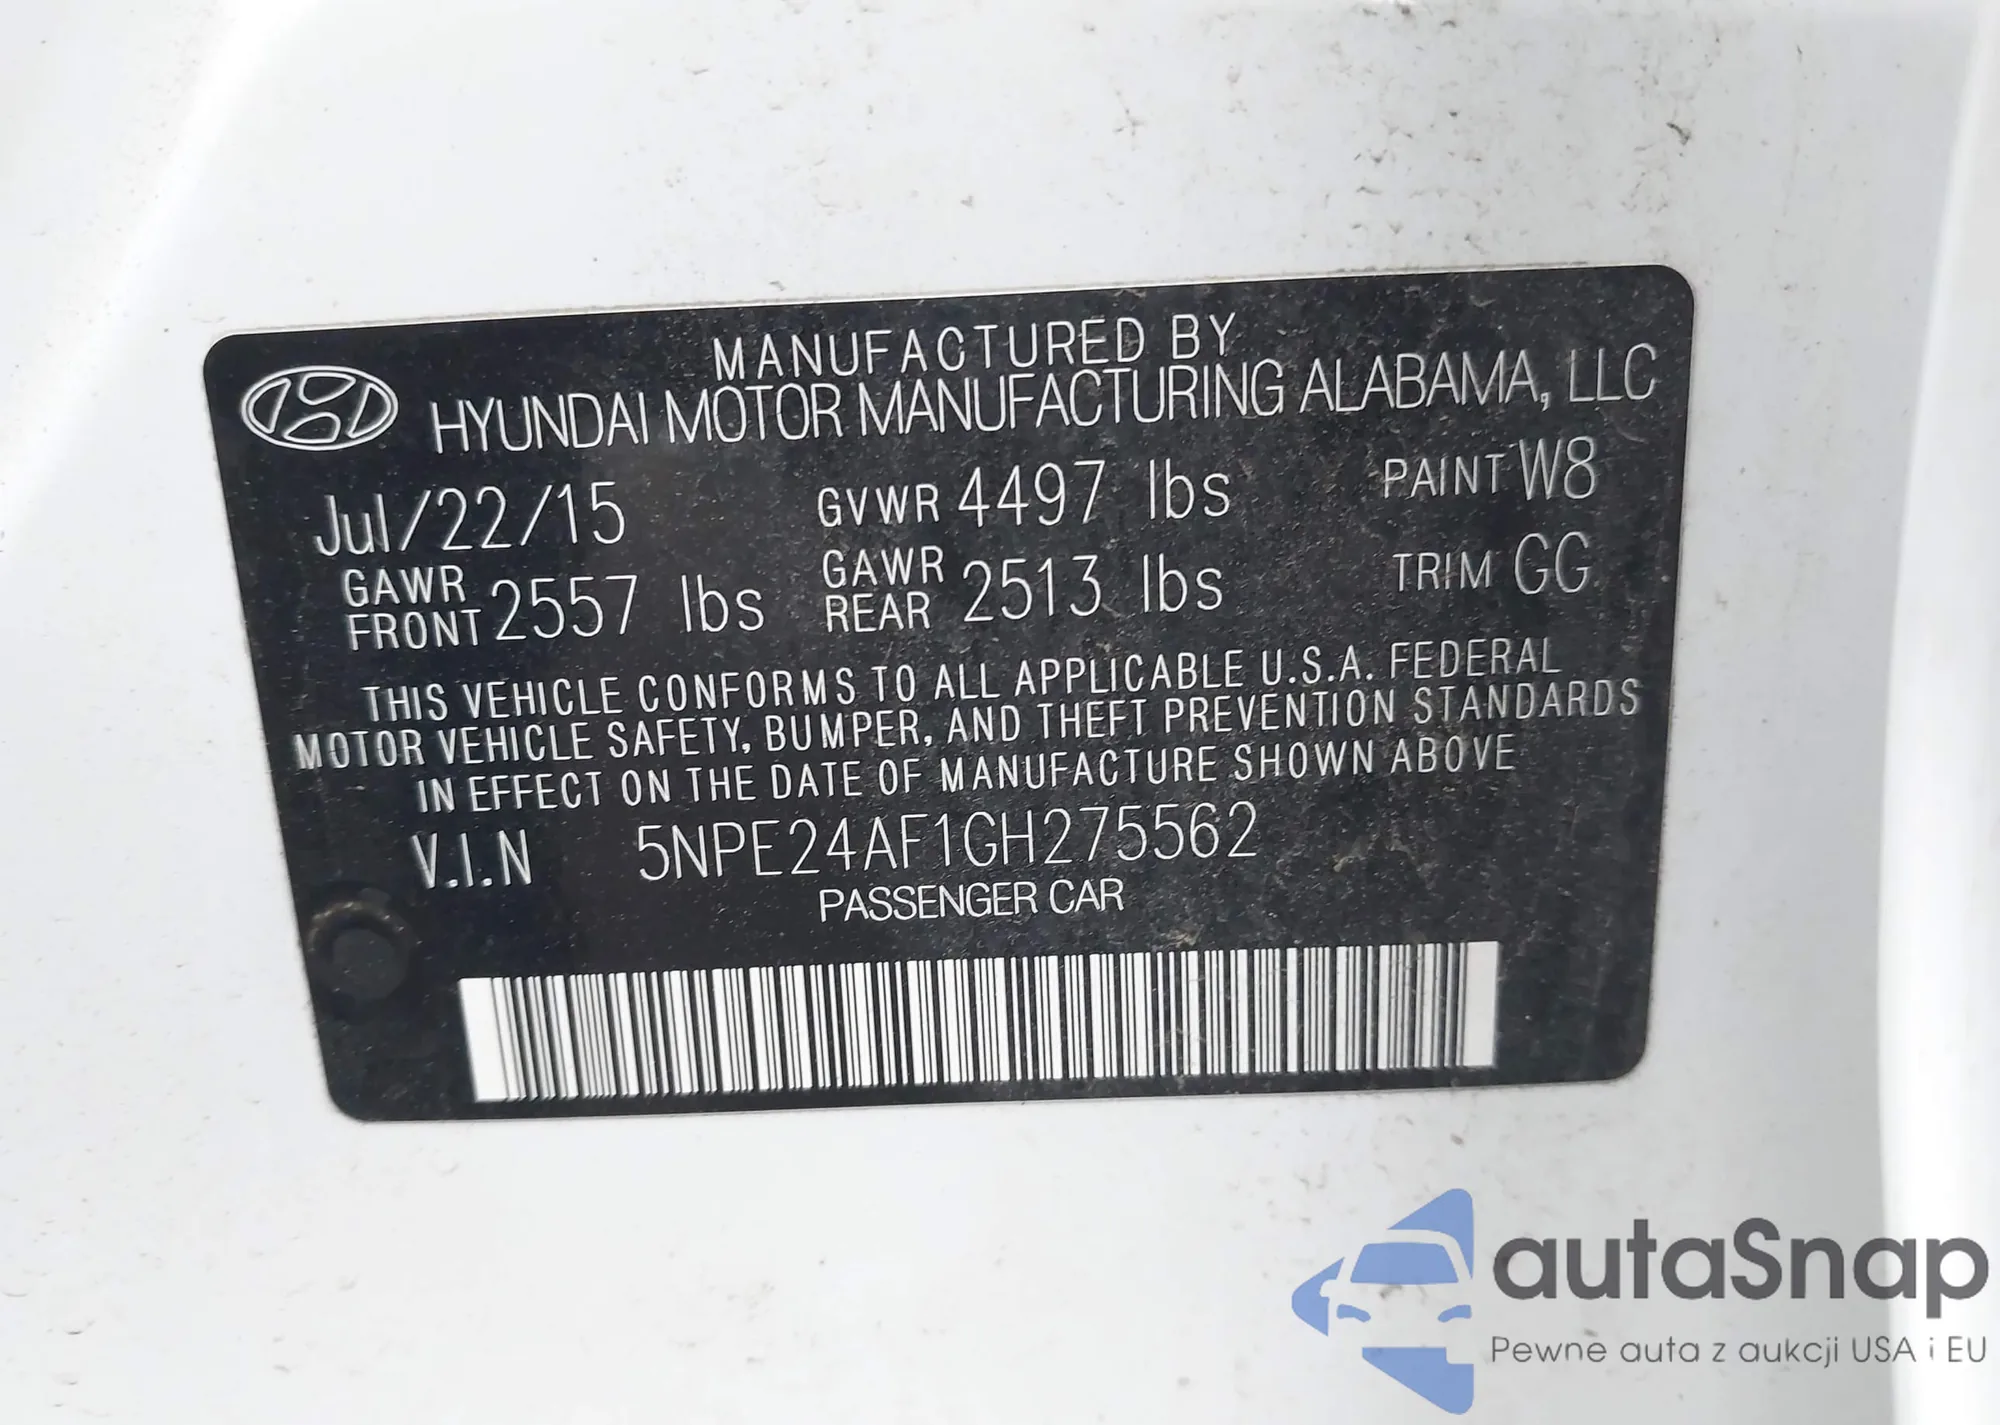 MANUFACTURED BY
HYUNDAI MOTOR MANUFACTURING ALABAMA, LLC
Jul/22/15 GVWR 4497 lbs PAINT W8
GAWR FRONT 2557 lbs GAWR REAR 2513 lbs TRIM GG
THIS VEHICLE CONFORMS TO ALL APPLICABLE U.S.A. FEDERAL
MOTOR VEHICLE SAFETY, BUMPER, AND THEFT PREVENTION STANDARDS
IN EFFECT ON THE DATE OF MANUFACTURE SHOWN ABOVE
V.I.N 5NPE24AF1GH275562
PASSENGER CAR
autaSnap
Pewne auta z aukcji USA i EU